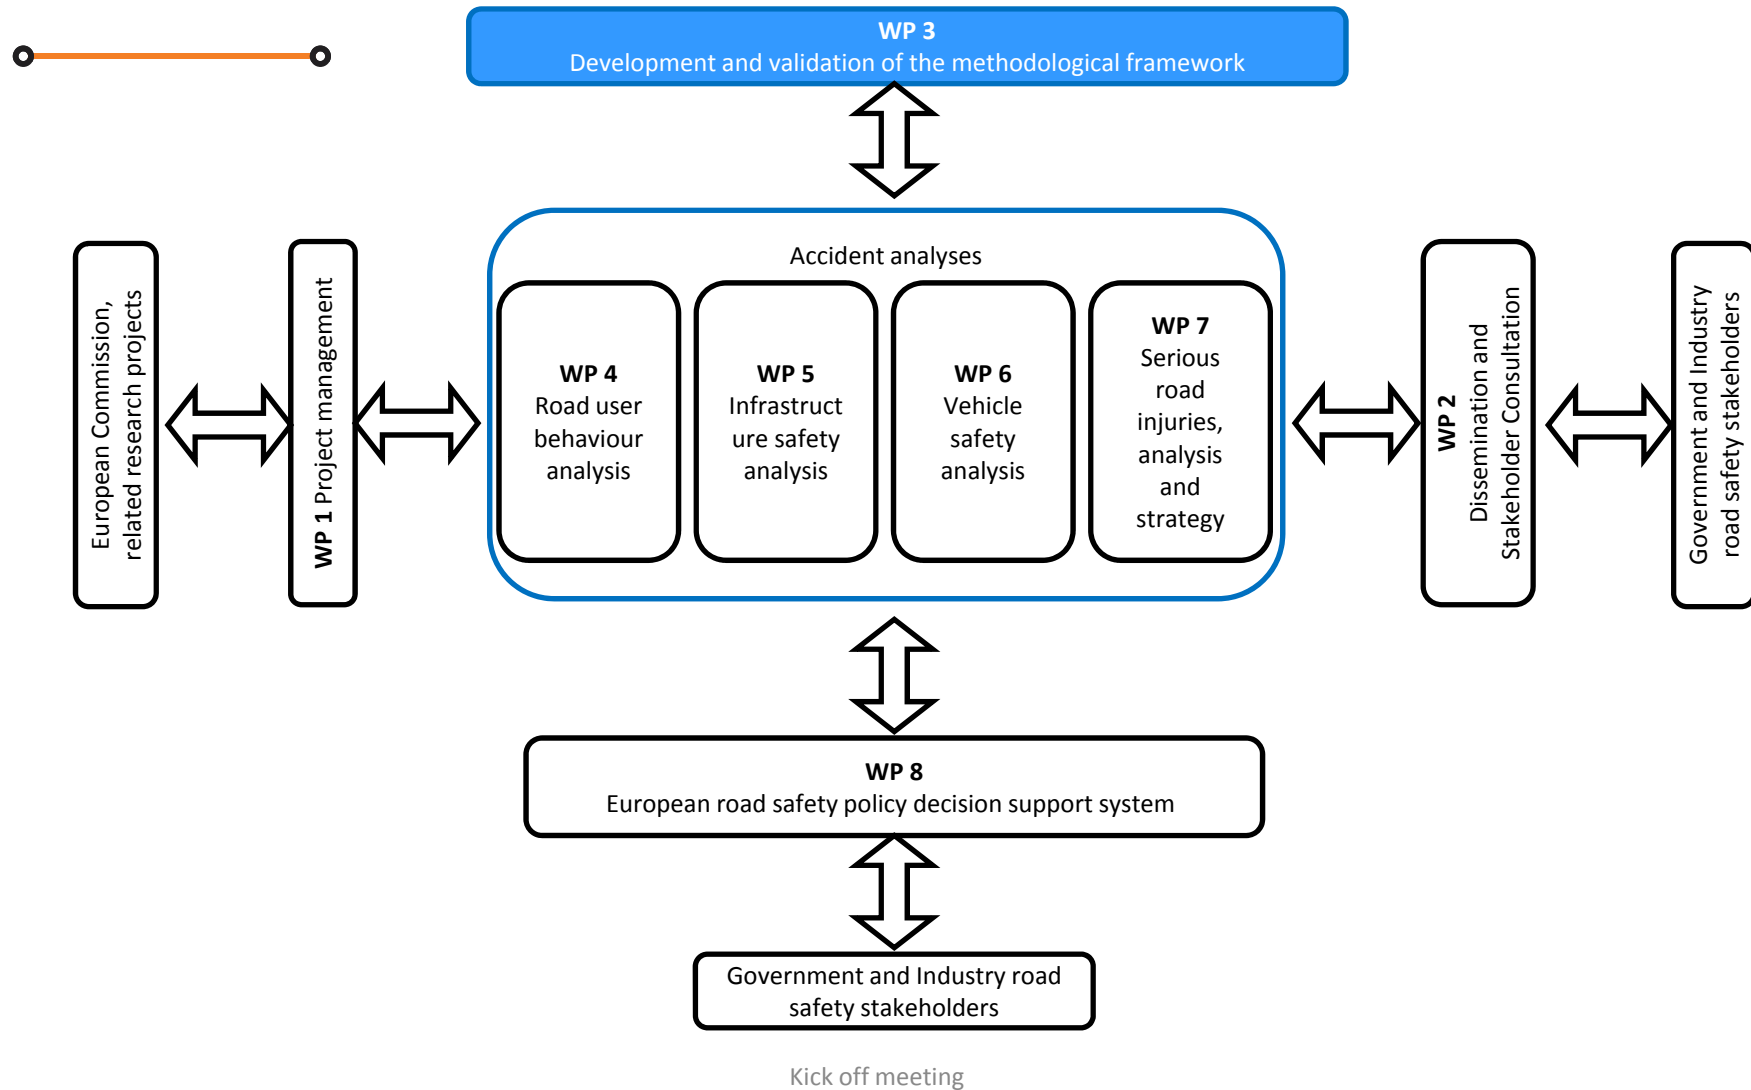 WP 3
Development and validation of the methodological framework
European Commission,
related research projects
WP 1 Project management
Accident analyses
WP 4
Road user
behaviour
analysis
WP 5
Infrastruct
ure safety
analysis
WP 6
Vehicle
safety
analysis
WP 7
Serious
road
injuries,
analysis
and
strategy
WP 2
Dissemination and
Stakeholder Consultation
Government and Industry
road safety stakeholders
WP 8
European road safety policy decision support system
Government and Industry road
safety stakeholders
Kick off meeting